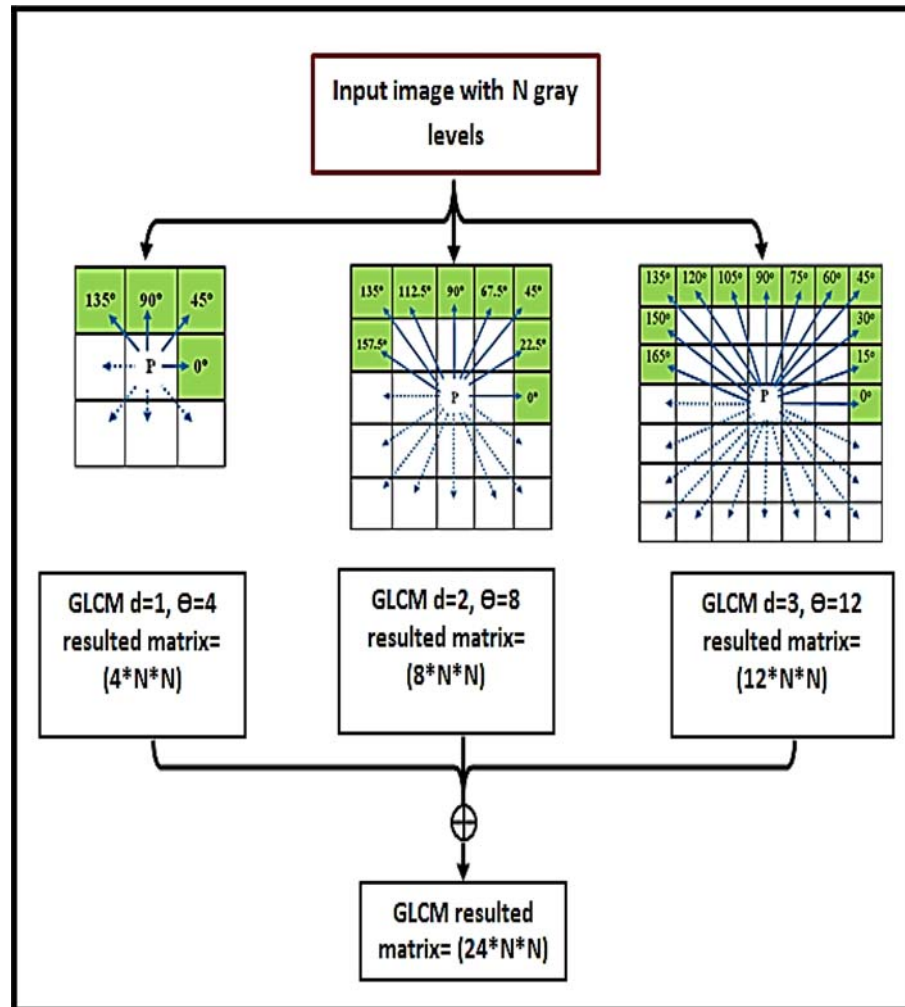 Input image with N gray
levels
135° 90° 45°
P 0°
135° 112.5° 90° 67.5° 45°
157.5° 22.5°
P 0°
135° 120° 105° 90° 75° 60° 45°
150° 30°
165° 15°
P 0°
GLCM d=1, ϴ=4
resulted matrix=
(4*N*N)
GLCM d=2, ϴ=8
resulted matrix=
(8*N*N)
GLCM d=3, ϴ=12
resulted matrix=
(12*N*N)
GLCM resulted
matrix= (24*N*N)